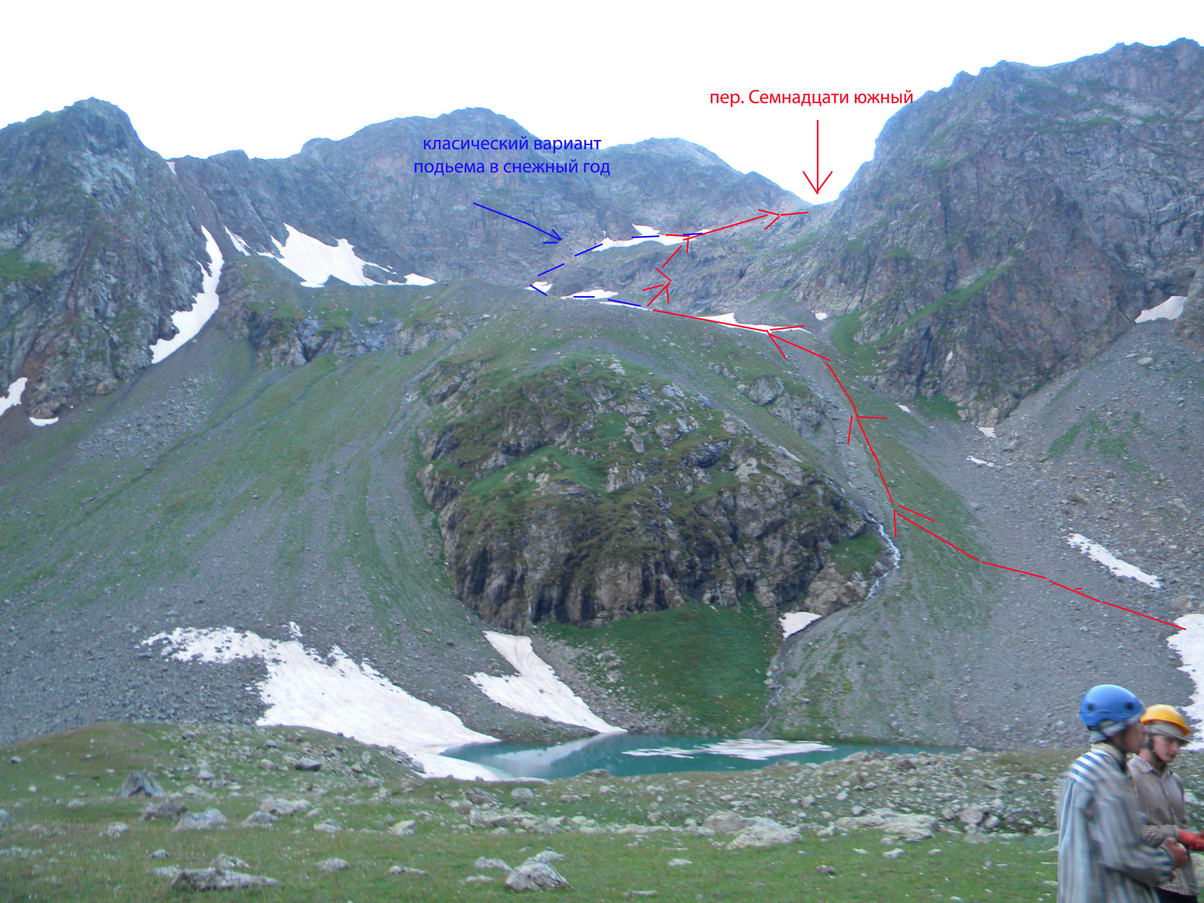 пер. Семнадцати южный
класический вариант
подьема в снежный год